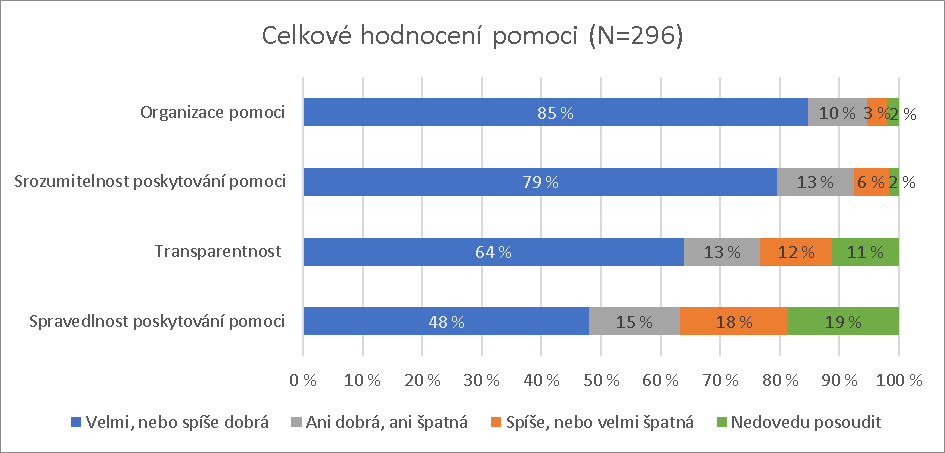 Celkové hodnocení pomoci (N=296)
Organizace pomoci
85 %
10 %
3 %
2 %
Srozumitelnost poskytování pomoci
79 %
13 %
6 %
2 %
Transparentnost
64 %
13 %
12 %
11 %
Spravedlnost poskytování pomoci
48 %
15 %
18 %
19 %
0 % 10 % 20 % 30 % 40 % 50 % 60 % 70 % 80 % 90 % 100 %
Velmi, nebo spíše dobrá Ani dobrá, ani špatná Spíše, nebo velmi špatná Nedovedu posoudit